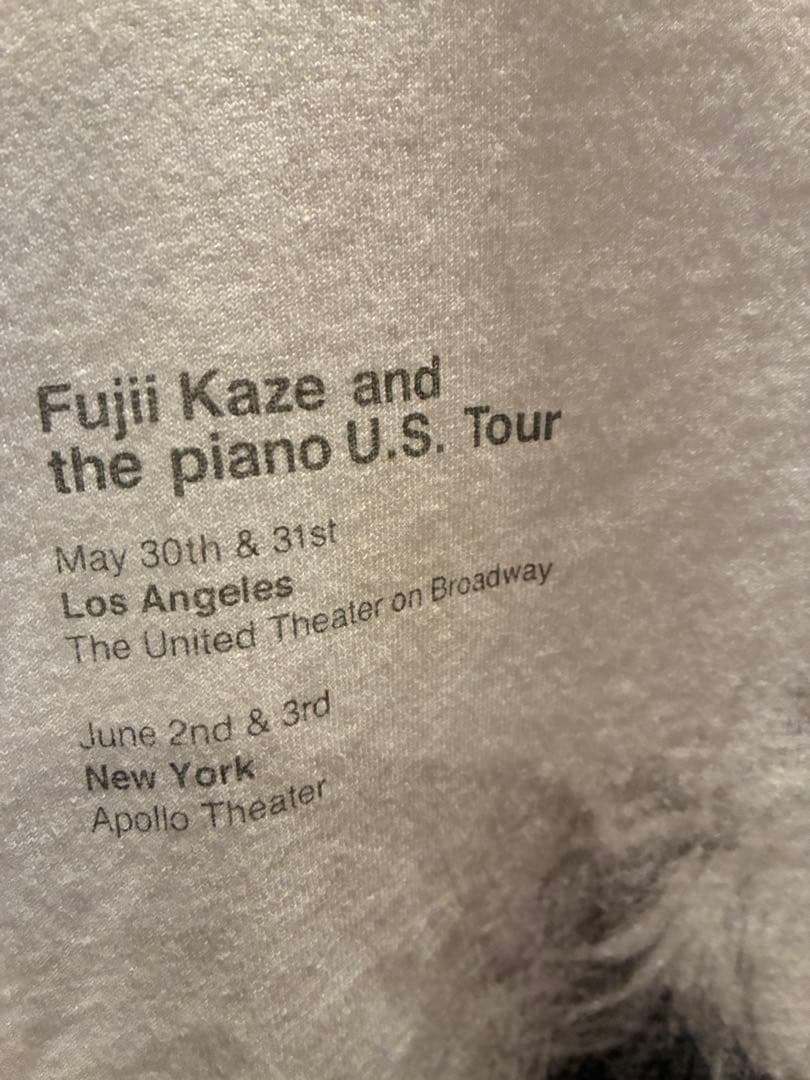 Fujii Kaze and
the piano U.S. Tour
May 30th & 31st
Los Angeles
The United Theater on Broadway
June 2nd & 3rd
New York
Apollo Theater